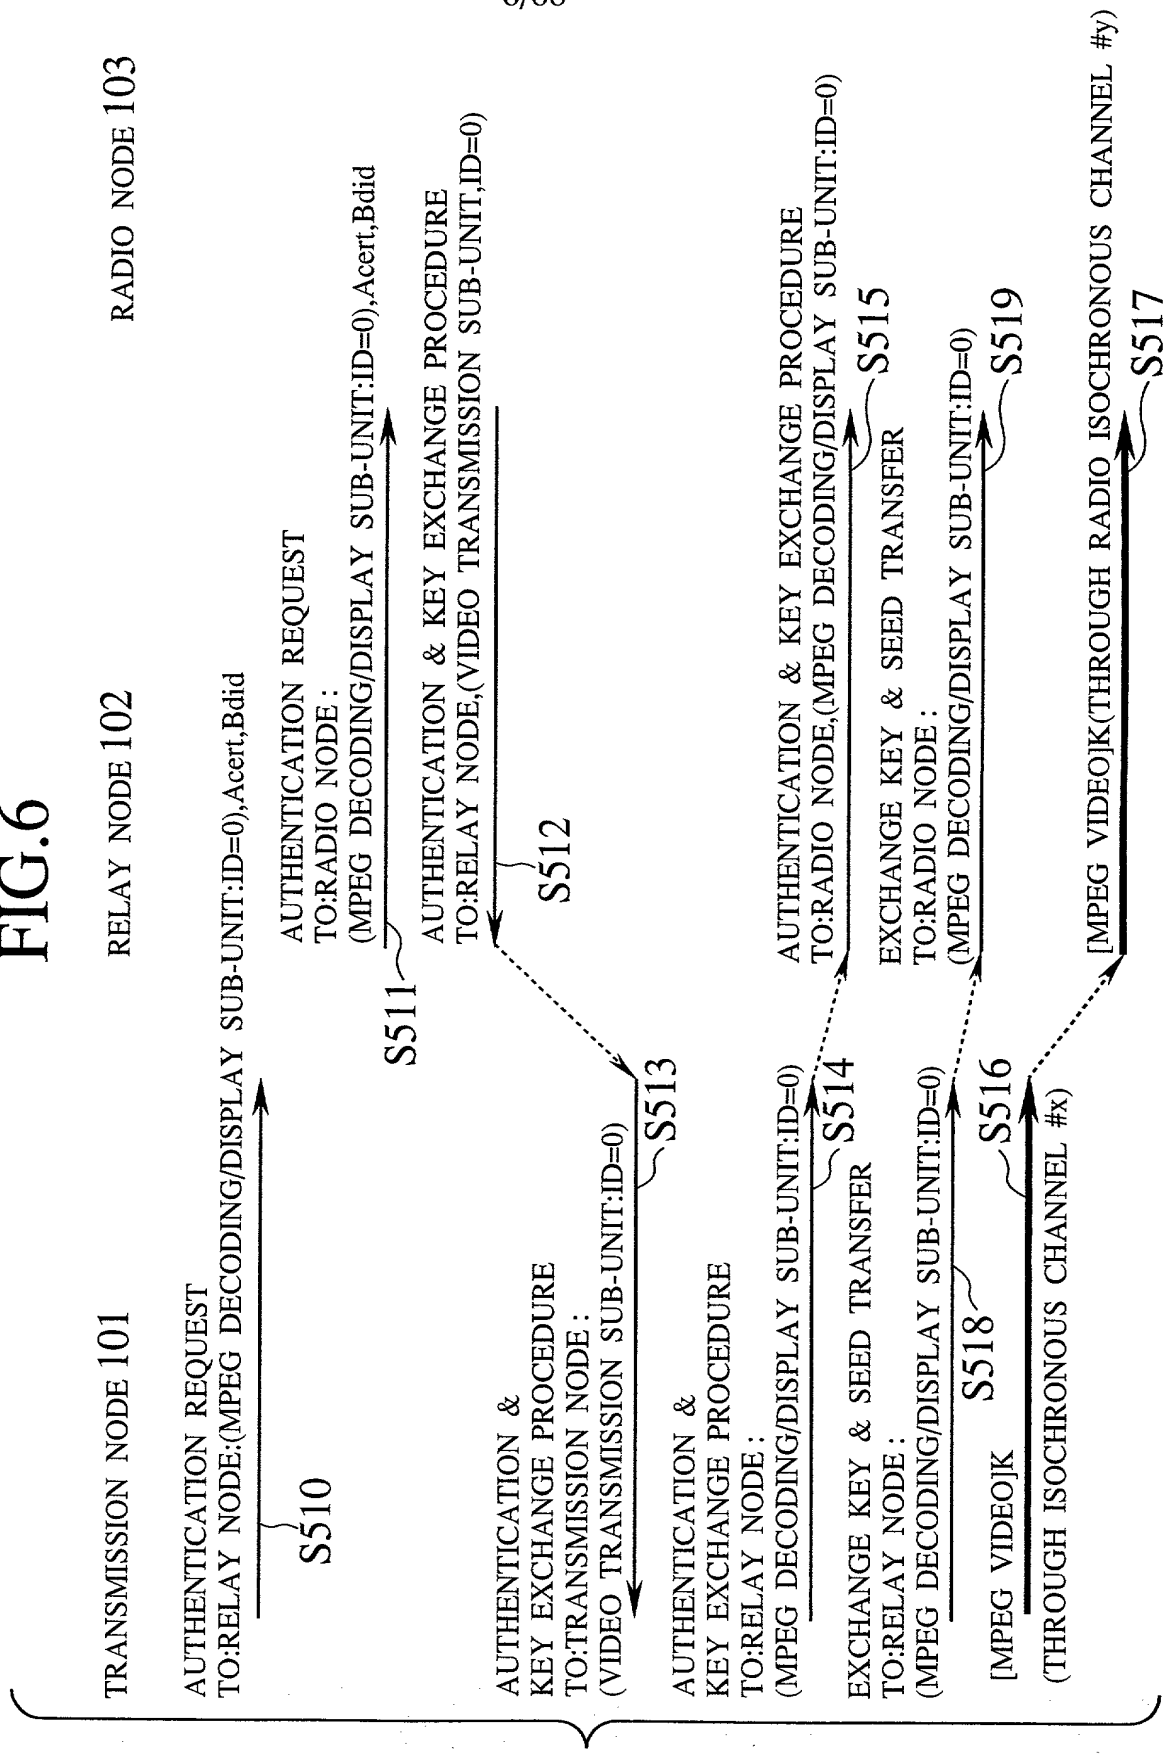 FIG.6
TRANSMISSION NODE 101
RELAY NODE 102
RADIO NODE 103
AUTHENTICATION REQUEST
TO:RELAY NODE:(MPEG DECODING/DISPLAY SUB-UNIT:ID=0),Acert,Bdid
S510
AUTHENTICATION REQUEST
TO:RADIO NODE :
(MPEG DECODING/DISPLAY SUB-UNIT:ID=0),Acert,Bdid
S511
AUTHENTICATION & KEY EXCHANGE PROCEDURE
TO:RELAY NODE,(VIDEO TRANSMISSION SUB-UNIT,ID=0)
S512
AUTHENTICATION &
KEY EXCHANGE PROCEDURE
TO:TRANSMISSION NODE :
(VIDEO TRANSMISSION SUB-UNIT:ID=0)
S513
AUTHENTICATION &
KEY EXCHANGE PROCEDURE
TO:RELAY NODE :
(MPEG DECODING/DISPLAY SUB-UNIT:ID=0)
S514
AUTHENTICATION & KEY EXCHANGE PROCEDURE
TO:RADIO NODE,(MPEG DECODING/DISPLAY SUB-UNIT:ID=0)
S515
EXCHANGE KEY & SEED TRANSFER
TO:RELAY NODE :
(MPEG DECODING/DISPLAY SUB-UNIT:ID=0)
S518
EXCHANGE KEY & SEED TRANSFER
TO:RADIO NODE :
(MPEG DECODING/DISPLAY SUB-UNIT:ID=0)
S519
[MPEG VIDEO]K
S516
(THROUGH ISOCHRONOUS CHANNEL #x)
[MPEG VIDEO]K(THROUGH RADIO ISOCHRONOUS CHANNEL #y)
S517